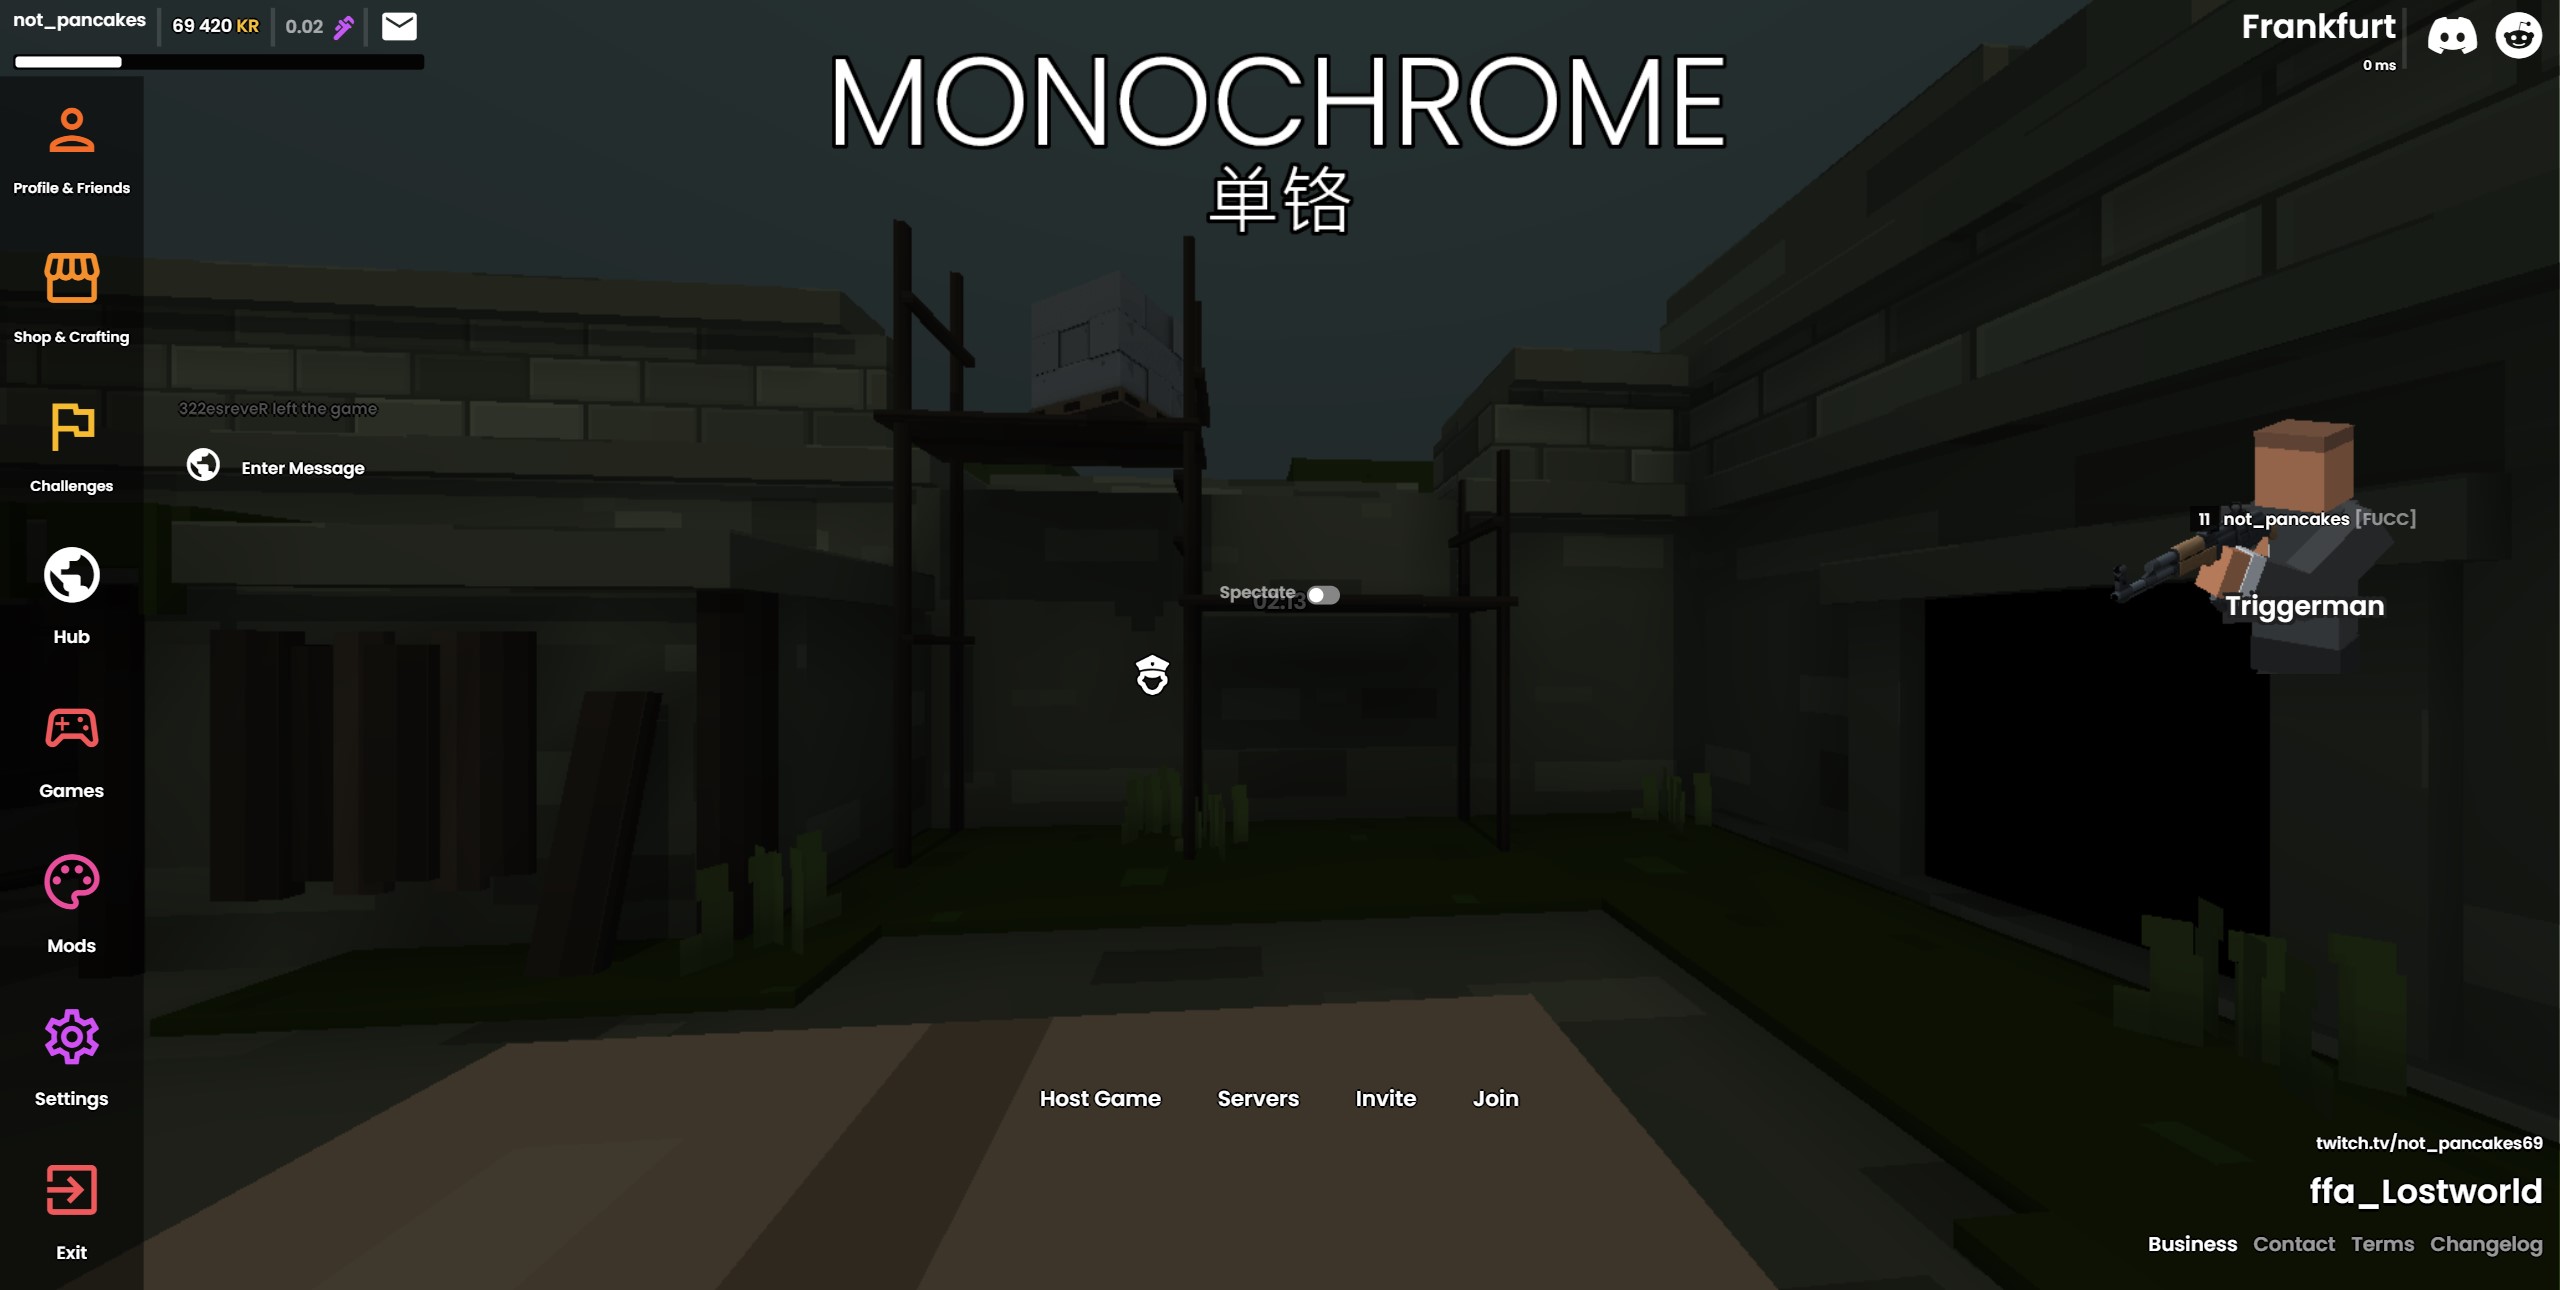 not_pancakes
69 420 KR
0.02
Frankfurt
0 ms
MONOCHROME
单铬
Profile & Friends
Shop & Crafting
Challenges
Hub
Games
Mods
Settings
Exit
322esreveR left the game
Enter Message
Spectate
02:13
11 not_pancakes [FUCC]
Triggerman
Host Game
Servers
Invite
Join
twitch.tv/not_pancakes69
ffa_Lostworld
Business Contact Terms Changelog